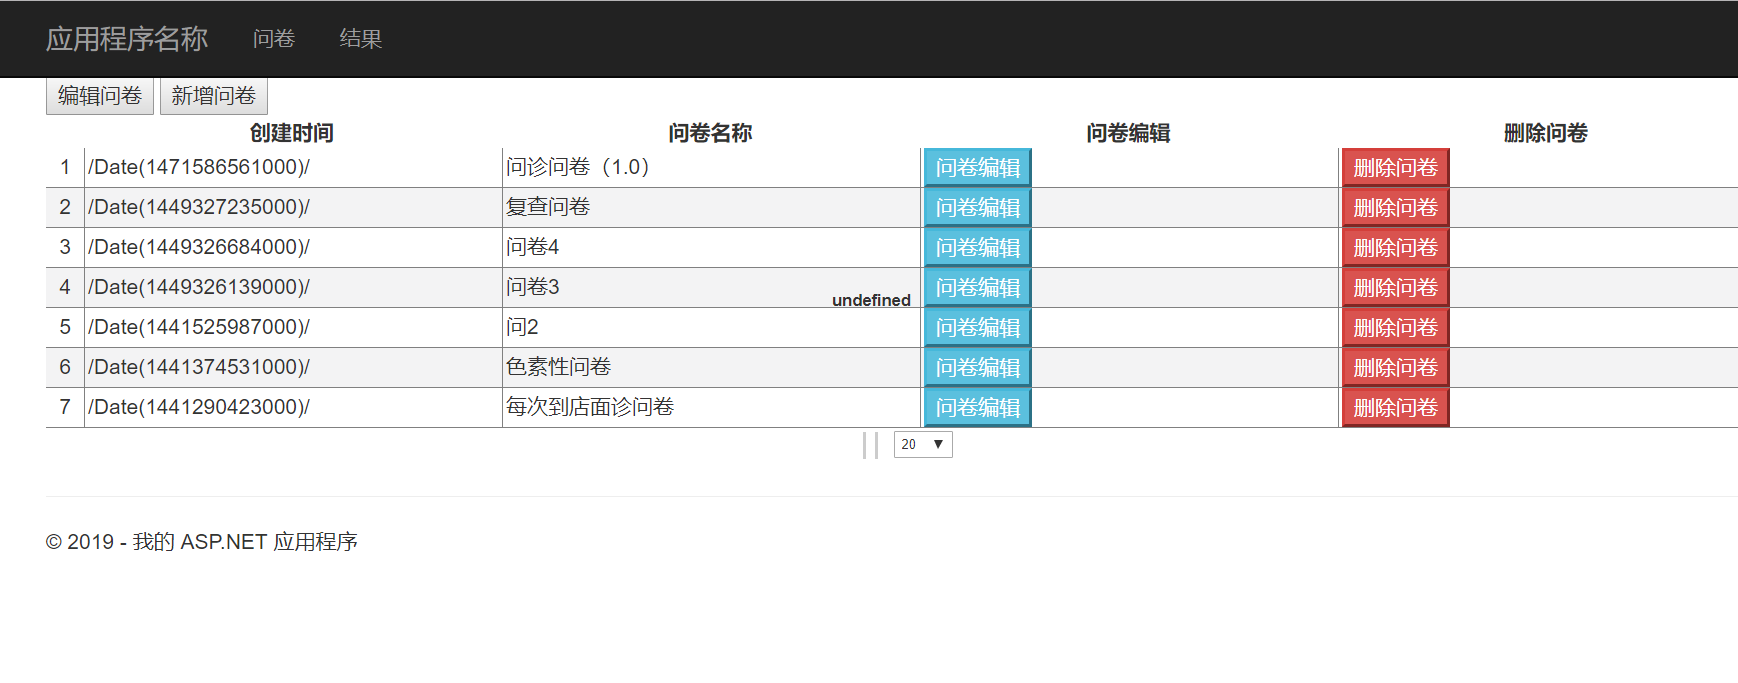 应用程序名称 问卷 结果
编辑问卷 新增问卷
创建时间 问卷名称 问卷编辑 删除问卷
1 /Date(1471586561000)/ 问诊问卷（1.0） 问卷编辑 删除问卷
2 /Date(1449327235000)/ 复查问卷 问卷编辑 删除问卷
3 /Date(1449326684000)/ 问卷4 问卷编辑 删除问卷
4 /Date(1449326139000)/ 问卷3 问卷编辑 删除问卷
undefined
5 /Date(1441525987000)/ 问2 问卷编辑 删除问卷
6 /Date(1441374531000)/ 色素性问卷 问卷编辑 删除问卷
7 /Date(1441290423000)/ 每次到店面诊问卷 问卷编辑 删除问卷
20
© 2019 - 我的 ASP.NET 应用程序